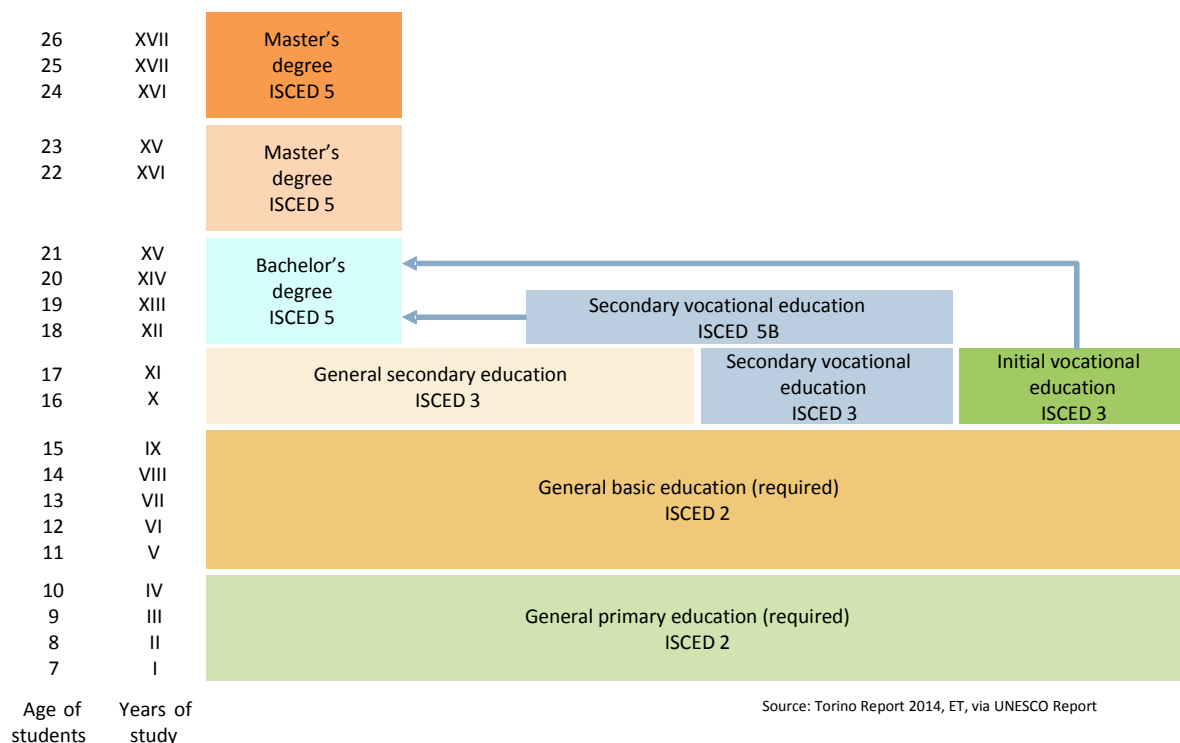 26 XVII
25 XVII
24 XVI
Master's
degree
ISCED 5
23 XV
22 XVI
Master's
degree
ISCED 5
21 XV
20 XIV
19 XIII
18 XII
Bachelor's
degree
ISCED 5
Secondary vocational education
ISCED 5B
17 XI
16 X
General secondary education
ISCED 3
Secondary vocational
education
ISCED 3
Initial vocational
education
ISCED 3
15 IX
14 VIII
13 VII
12 VI
11 V
General basic education (required)
ISCED 2
10 IV
9 III
8 II
7 I
General primary education (required)
ISCED 2
Age of
students
Years of
study
Source: Torino Report 2014, ET, via UNESCO Report